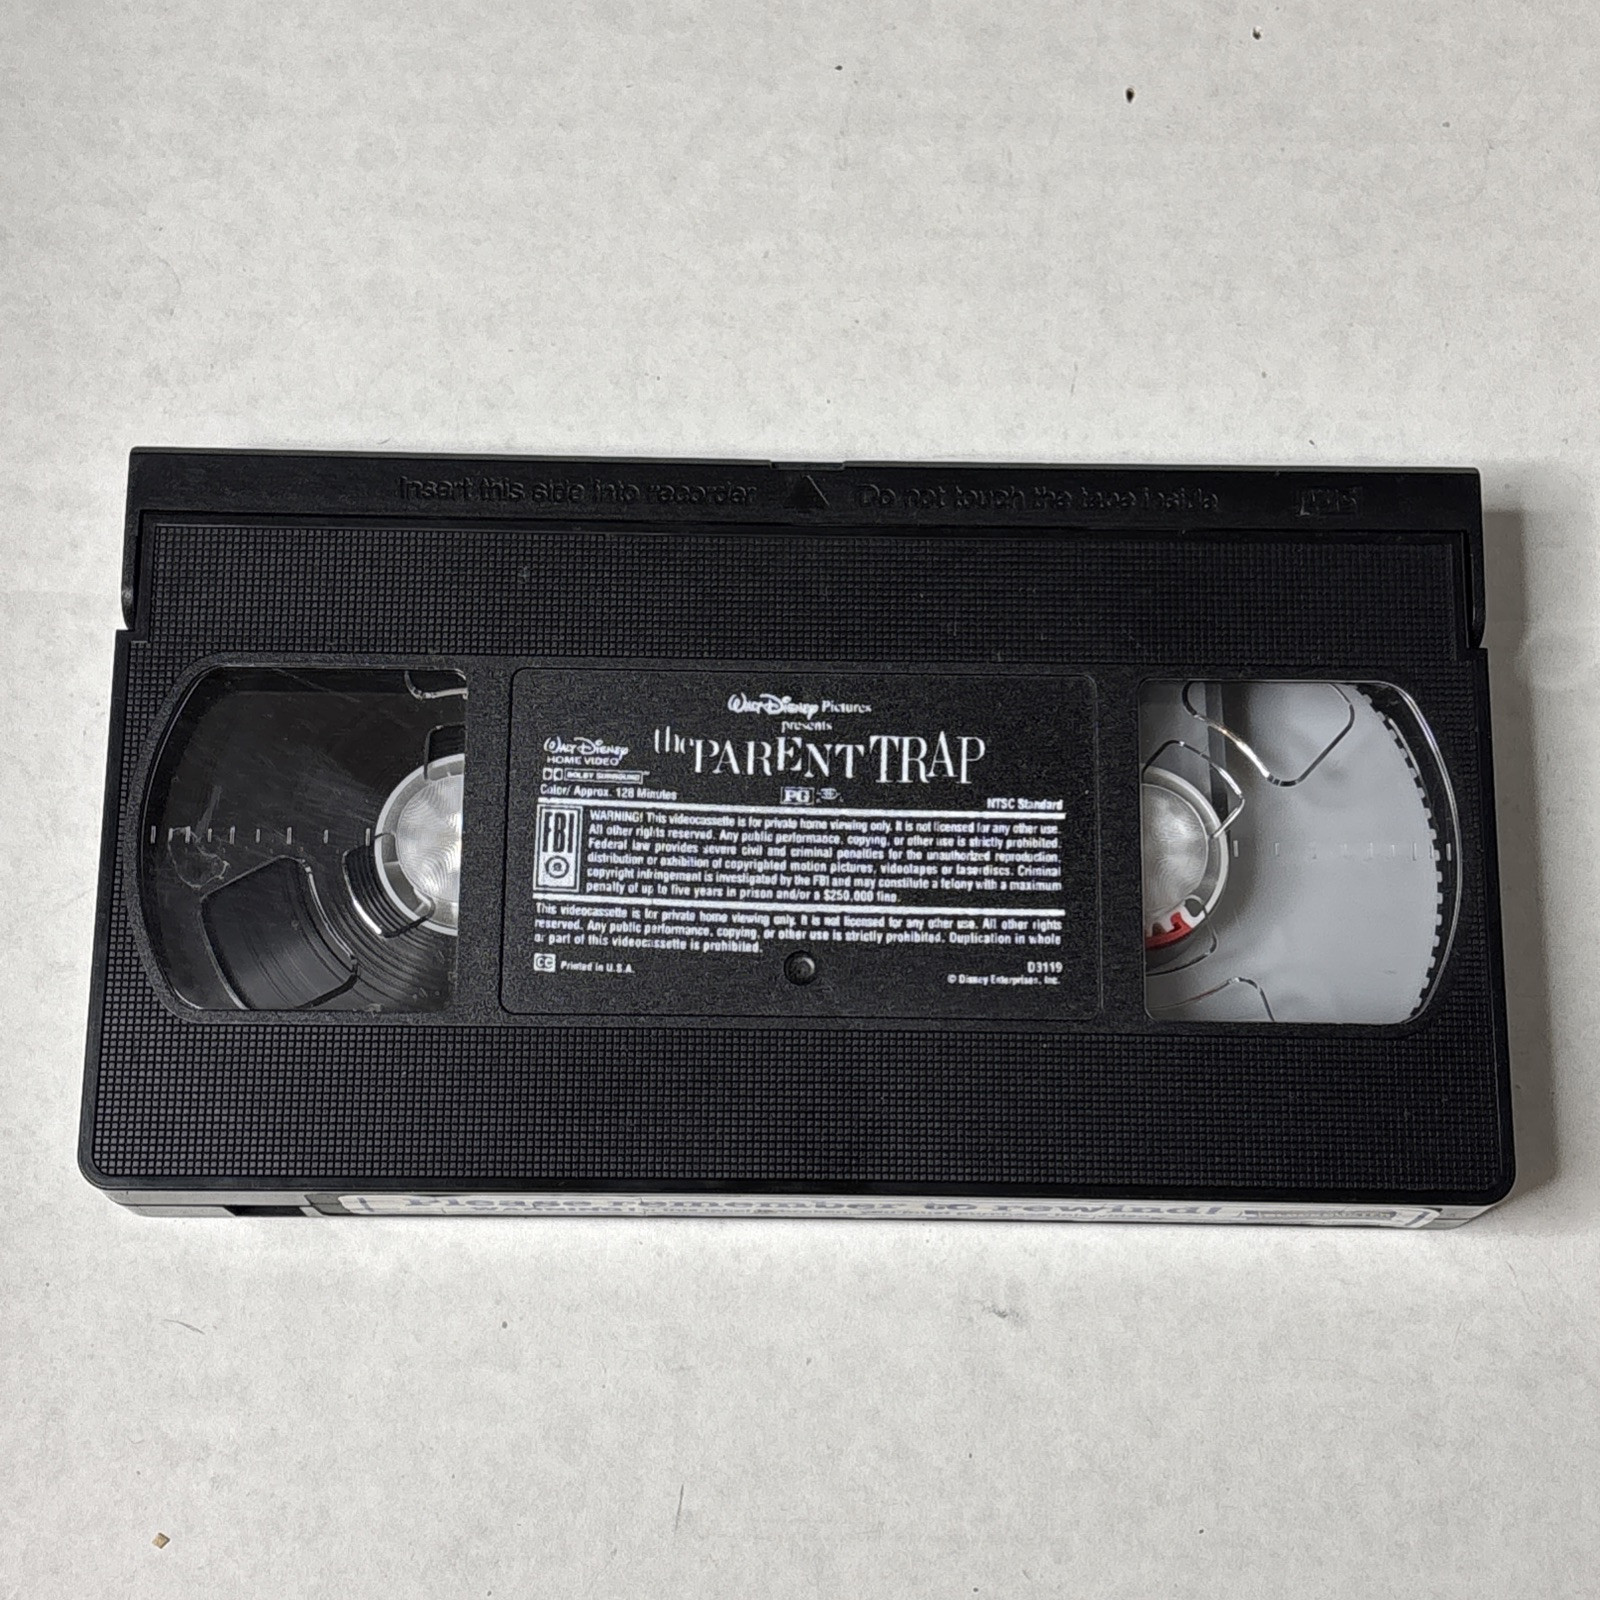 Insert this side into recorder Do not touch the tape inside VHS
Walt Disney Pictures
presents
the PARENT TRAP
Walt Disney
HOME VIDEO
DOLBY SURROUND
Color/ Approx. 128 Minutes
PG
NTSC Standard
FBI
WARNING! This videocassette is for private home viewing only. It is not licensed for any other use.
All other rights reserved. Any public performance, copying, or other use is strictly prohibited.
Federal law provides severe civil and criminal penalties for the unauthorized reproduction,
distribution or exhibition of copyrighted motion pictures, videotapes or laserdiscs. Criminal
copyright infringement is investigated by the FBI and may constitute a felony with a maximum
penalty of up to five years in prison and/or a $250,000 fine.
This videocassette is for private home viewing only. It is not licensed for any other use. All other rights
reserved. Any public performance, copying, or other use is strictly prohibited. Duplication in whole
or part of this videocassette is prohibited.
CC Printed in U.S.A.
D3119
© Disney Enterprises, Inc.
Please remember to rewind!